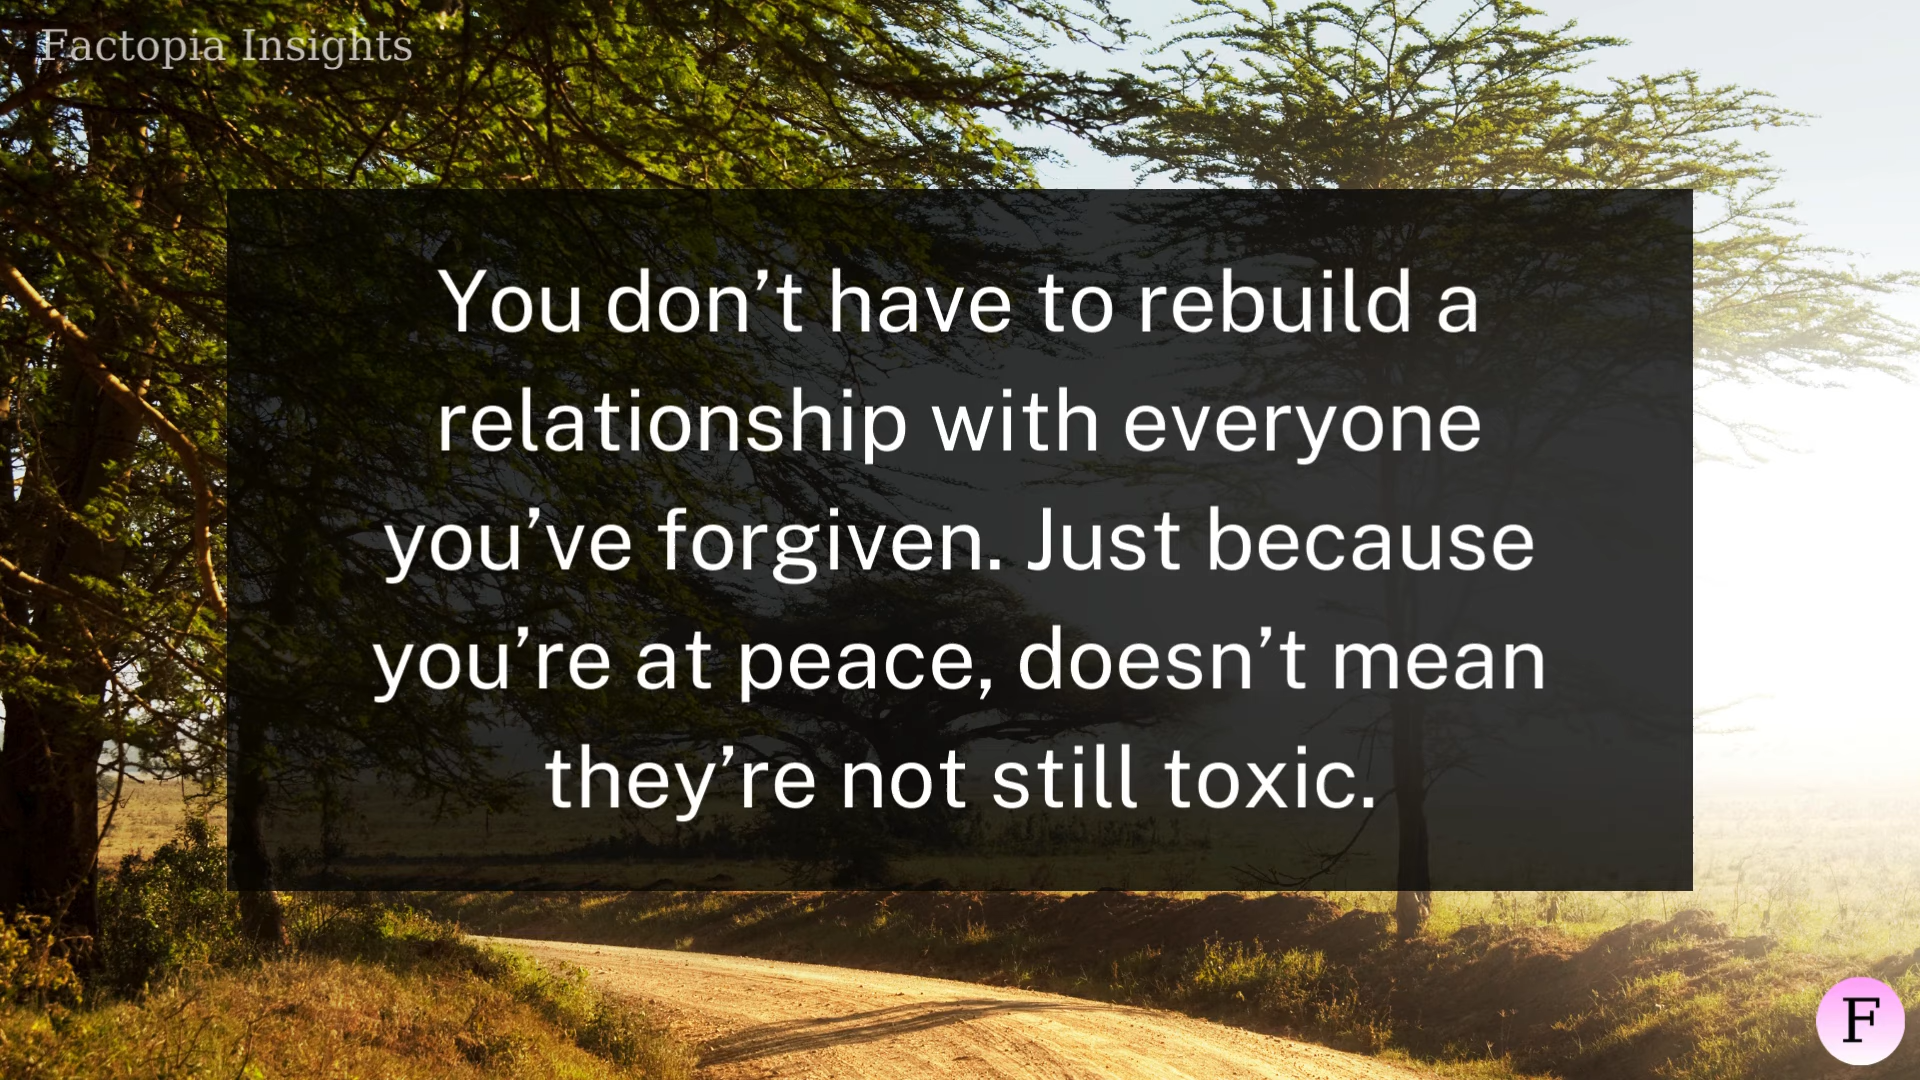 Factopia Insights
You don’t have to rebuild a
relationship with everyone
you’ve forgiven. Just because
you’re at peace, doesn’t mean
they’re not still toxic.
F